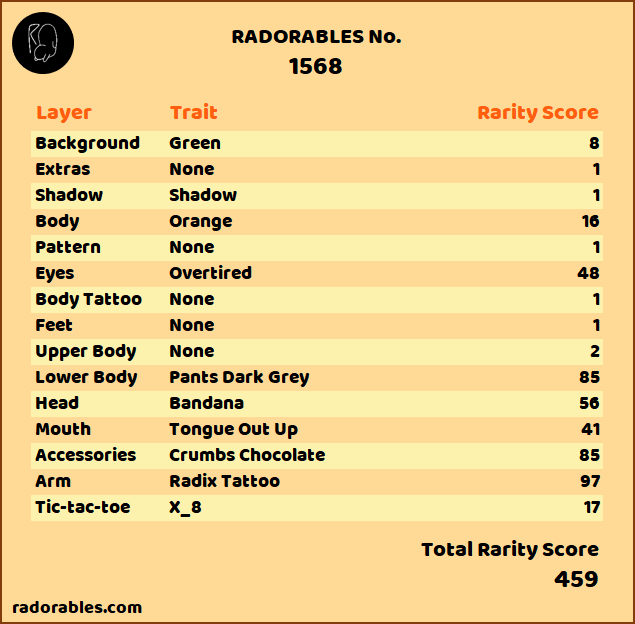 RADORABLES No.
1568
Layer Trait Rarity Score
Background Green 8
Extras None 1
Shadow Shadow 1
Body Orange 16
Pattern None 1
Eyes Overtired 48
Body Tattoo None 1
Feet None 1
Upper Body None 2
Lower Body Pants Dark Grey 85
Head Bandana 56
Mouth Tongue Out Up 41
Accessories Crumbs Chocolate 85
Arm Radix Tattoo 97
Tic-tac-toe X_8 17
Total Rarity Score
459
radorables.com